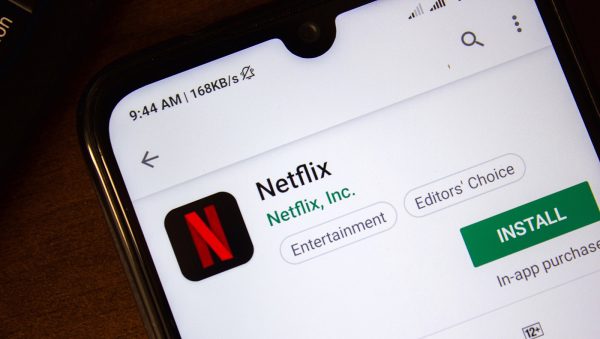 9:44 AM | 168KB/s
Netflix
Netflix, Inc.
Entertainment
Editors' Choice
INSTALL
In-app purchase
12+
N